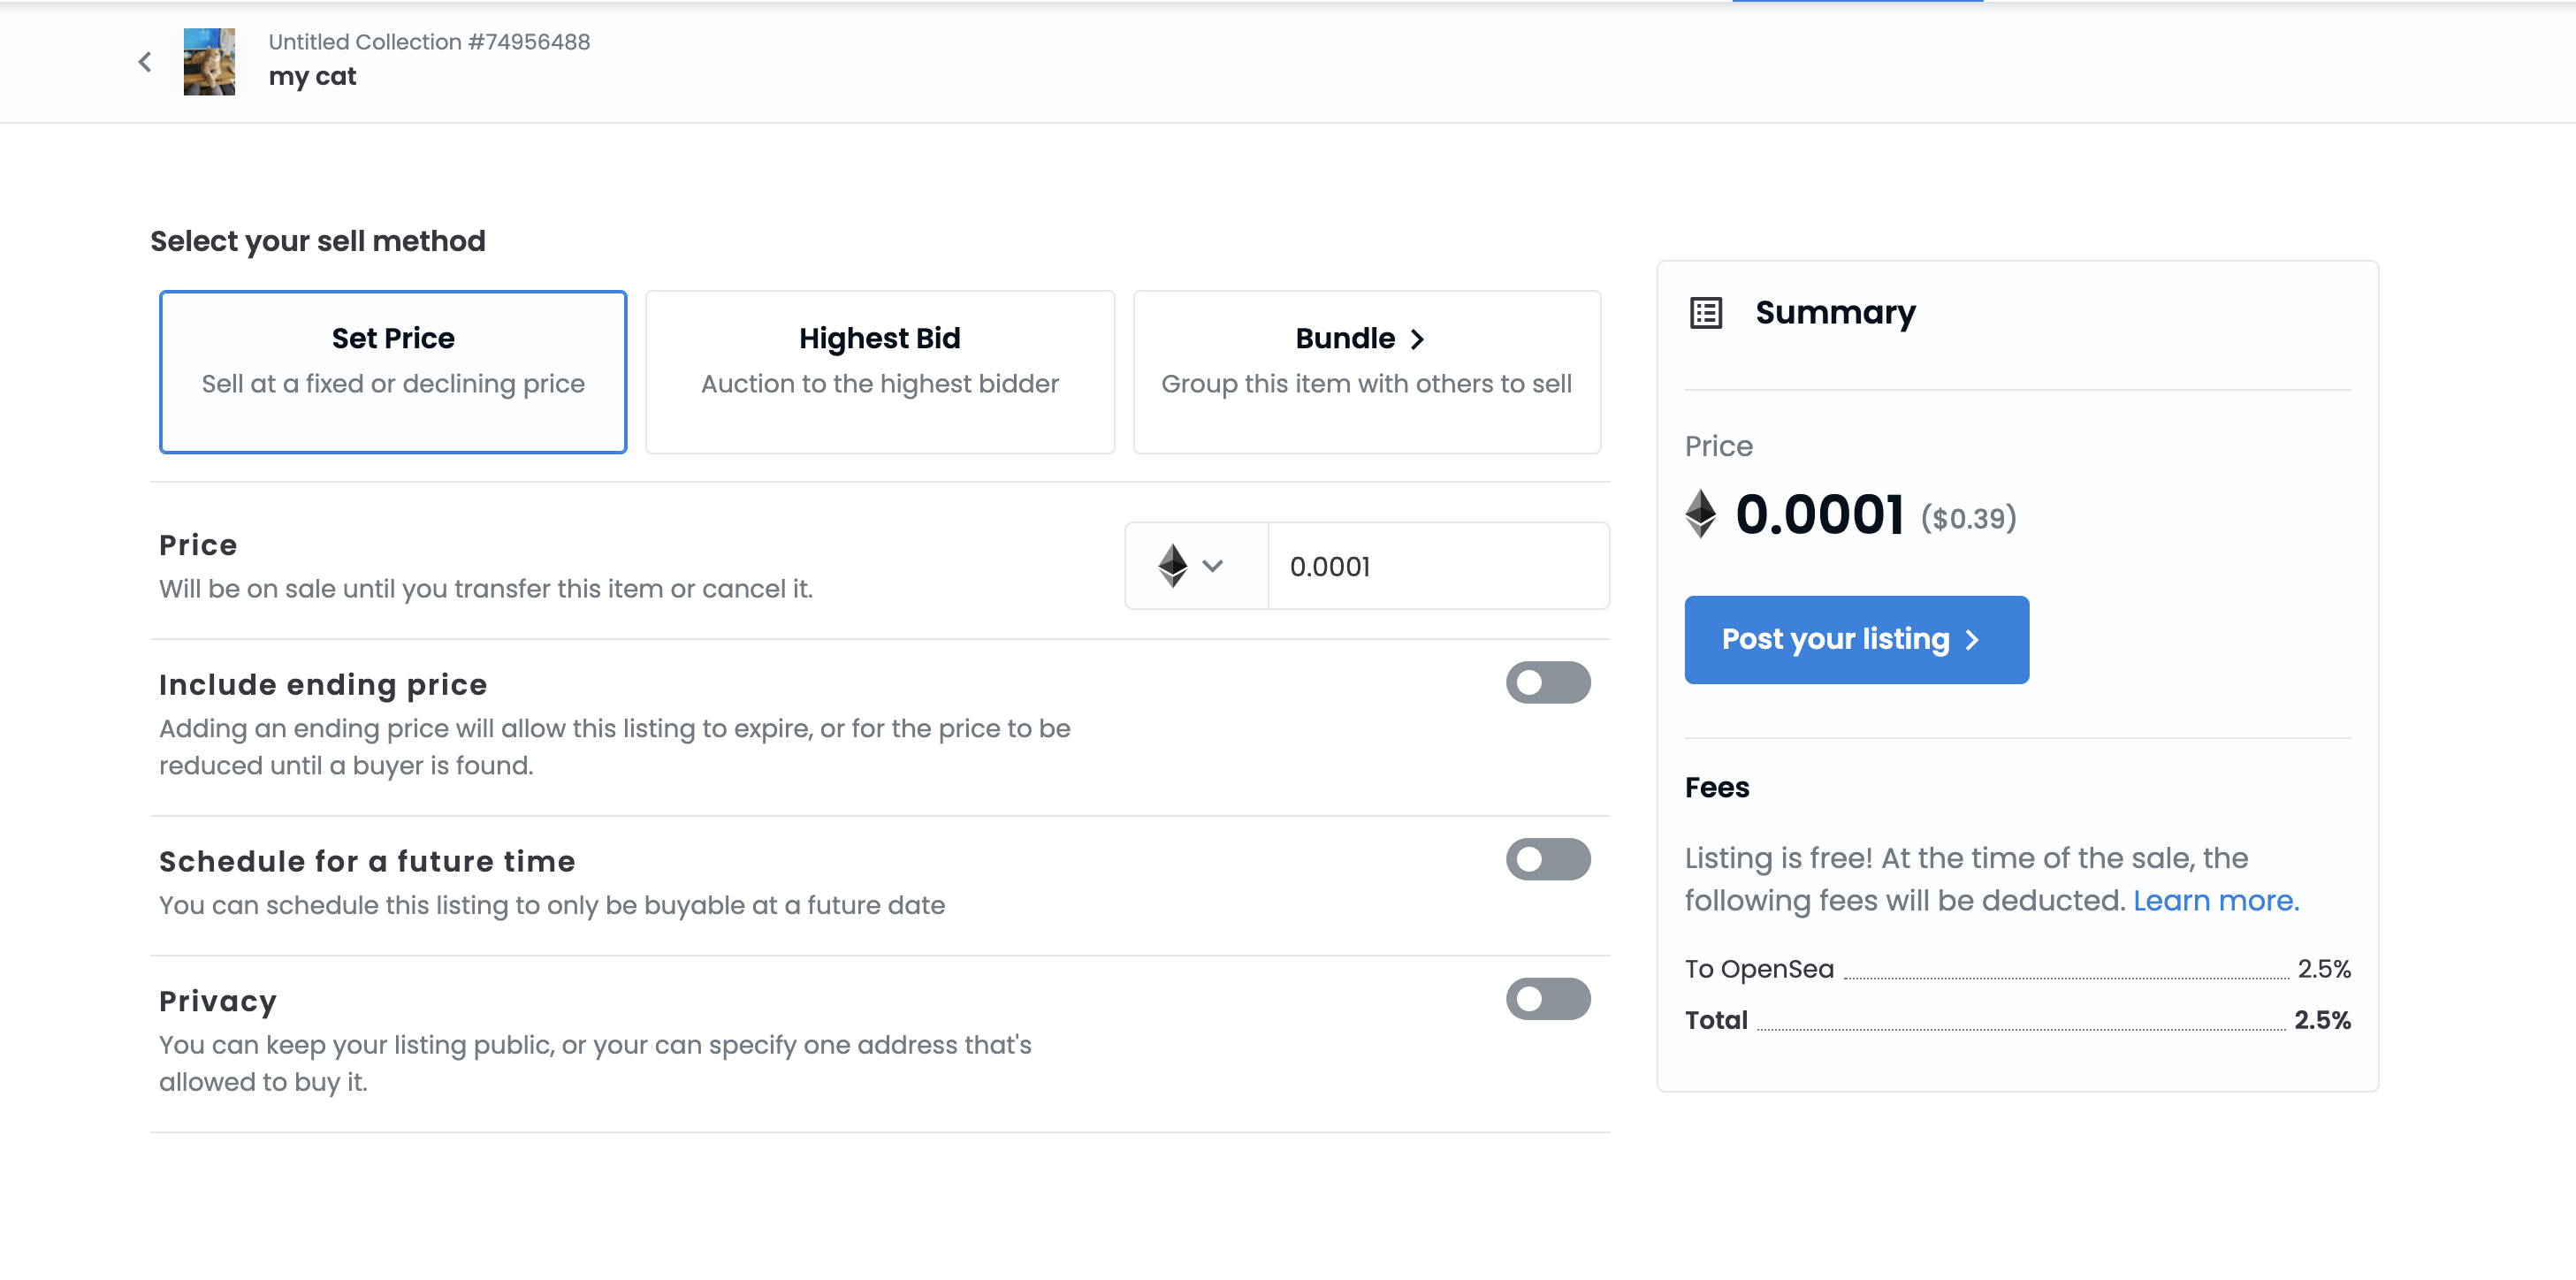 Untitled Collection #74956488
my cat
Select your sell method
Set Price
Sell at a fixed or declining price
Highest Bid
Auction to the highest bidder
Bundle
Group this item with others to sell
Price
Will be on sale until you transfer this item or cancel it.
0.0001
Include ending price
Adding an ending price will allow this listing to expire, or for the price to be
reduced until a buyer is found.
Schedule for a future time
You can schedule this listing to only be buyable at a future date
Privacy
You can keep your listing public, or your can specify one address that's
allowed to buy it.
Summary
Price
0.0001 ($0.39)
Post your listing
Fees
Listing is free! At the time of the sale, the
following fees will be deducted. Learn more.
To OpenSea 2.5%
Total 2.5%